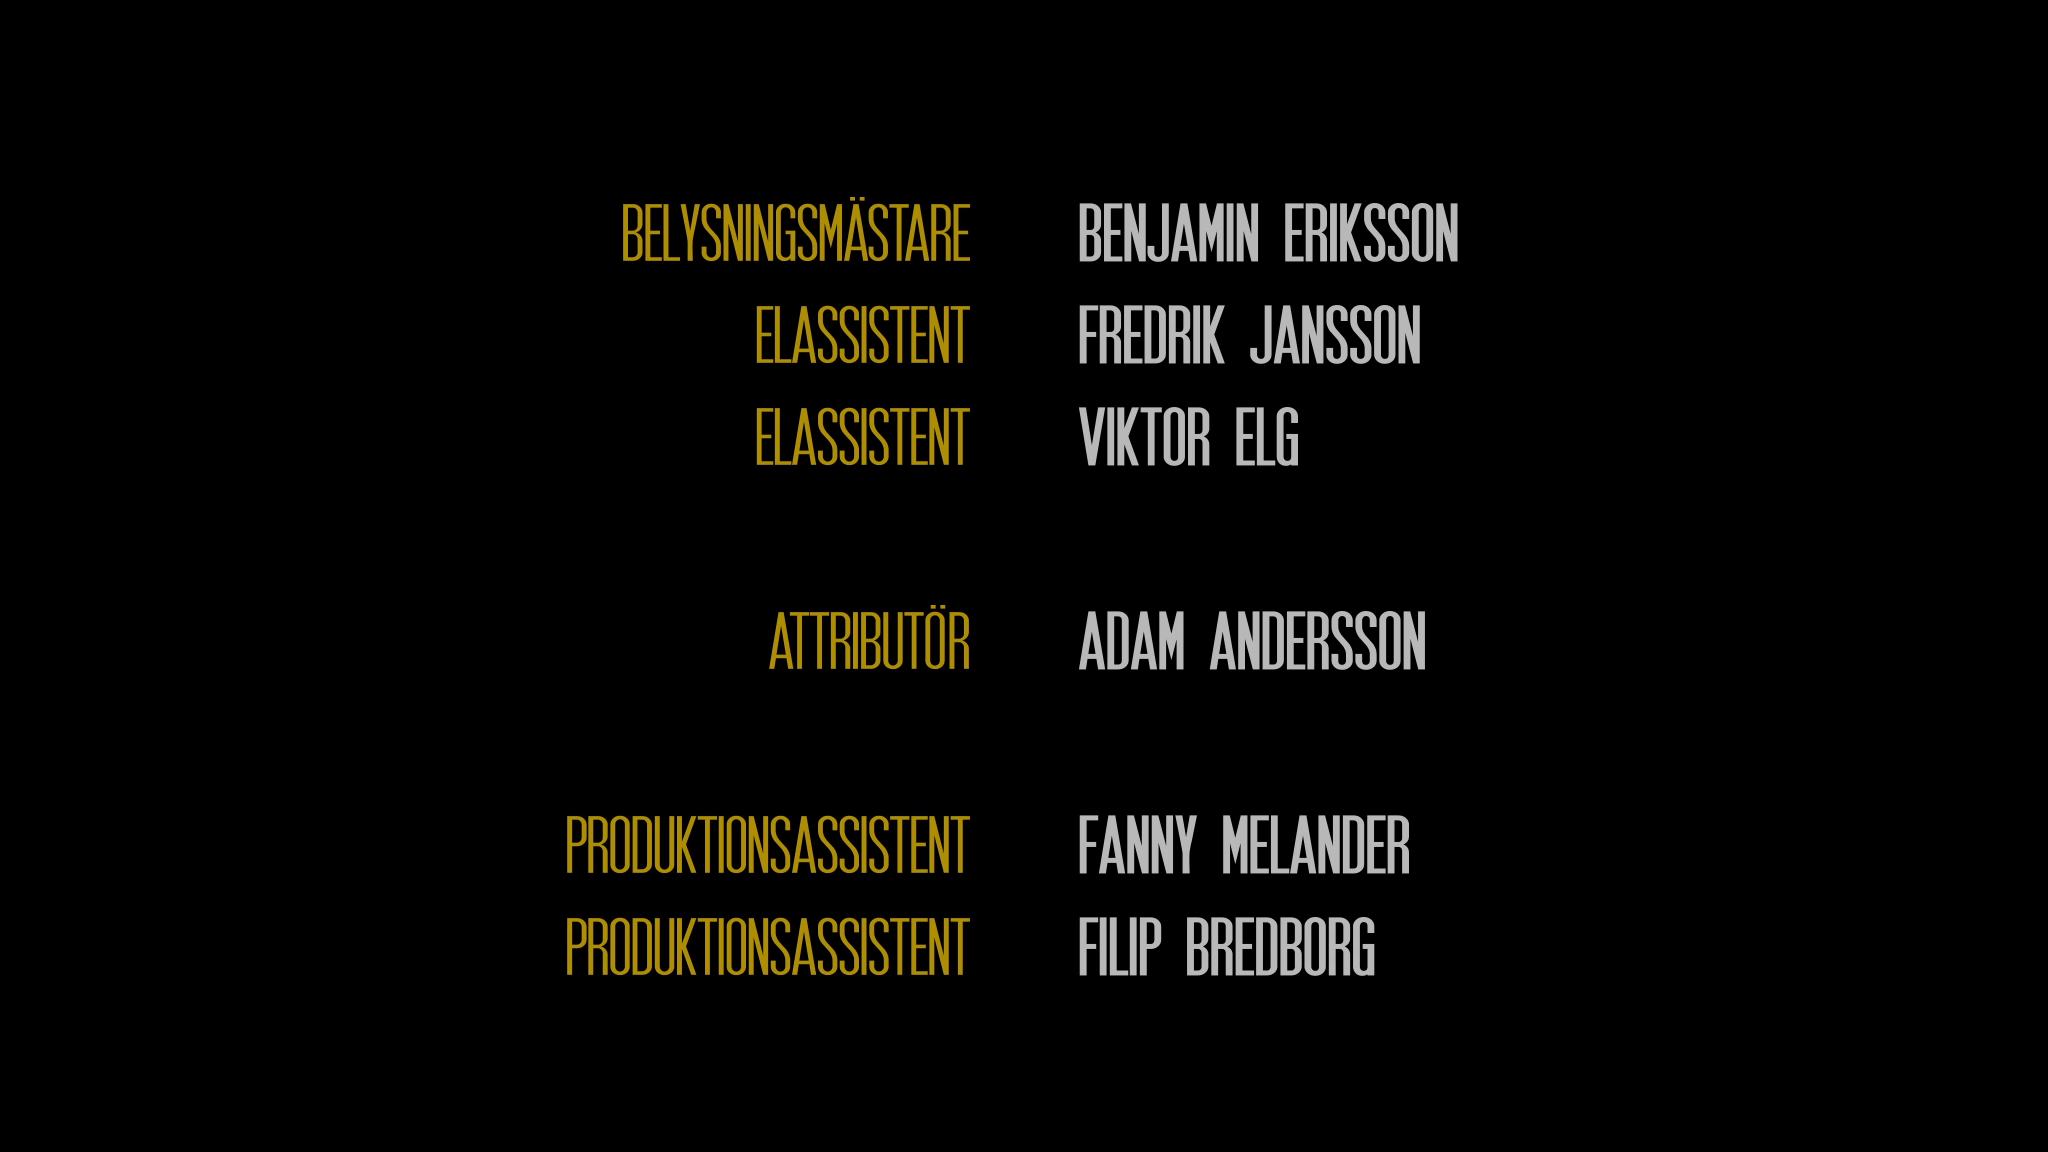 BELYSNINGSMÄSTARE BENJAMIN ERIKSSON
ELASSISTENT FREDRIK JANSSON
ELASSISTENT VIKTOR ELG
ATTRIBUTÖR ADAM ANDERSSON
PRODUKTIONSASSISTENT FANNY MELANDER
PRODUKTIONSASSISTENT FILIP BREDBORG